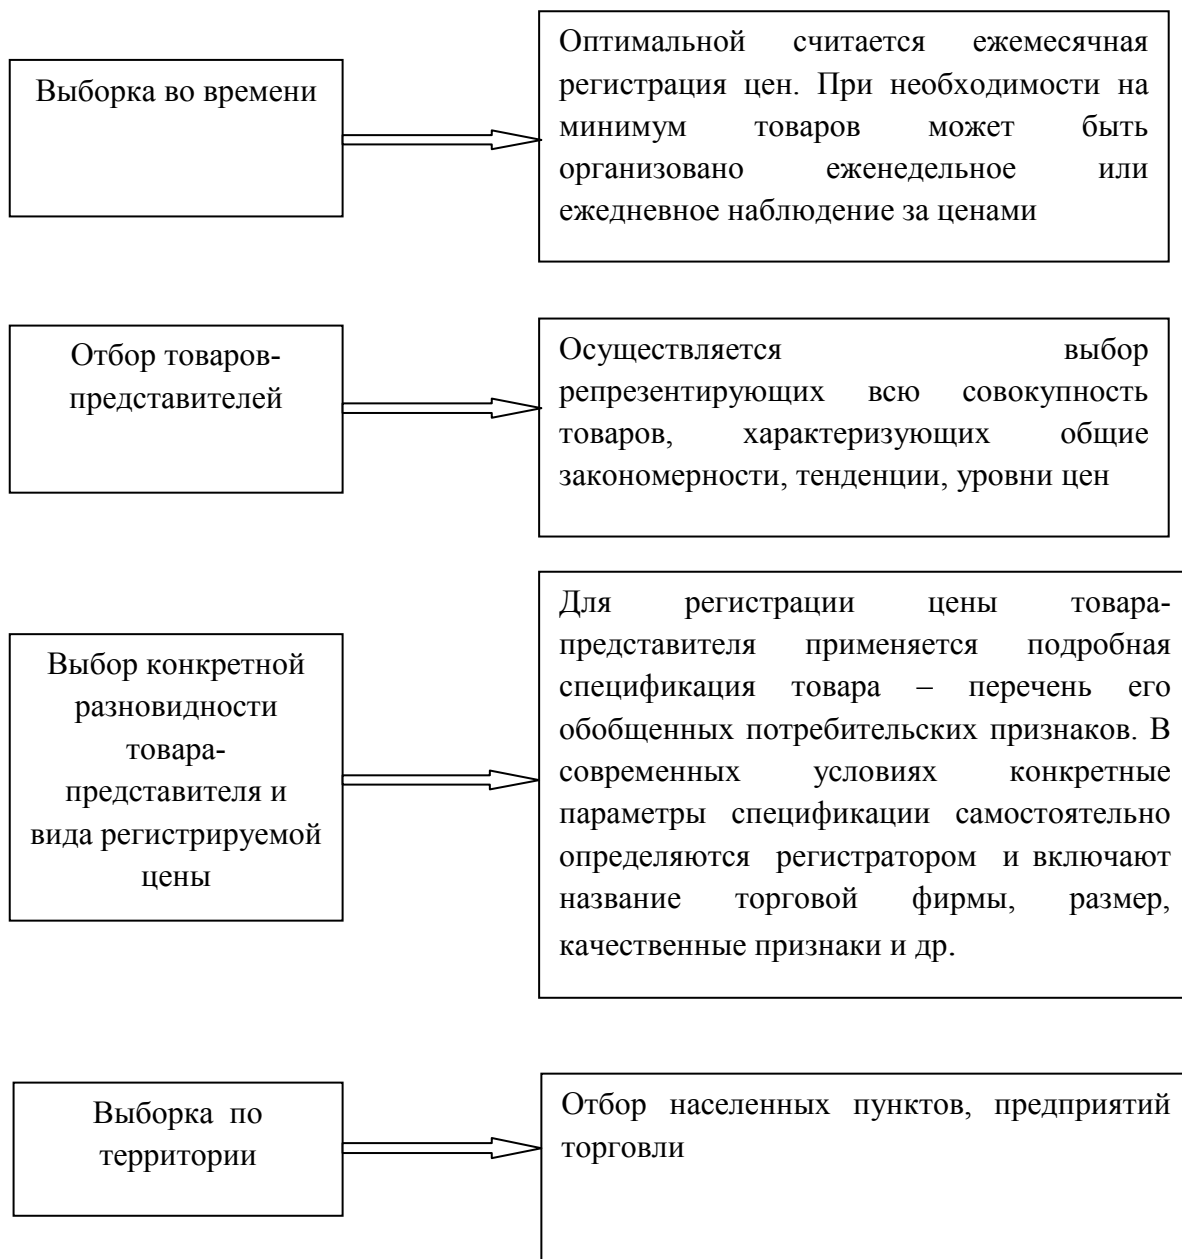 Выборка во времени
Оптимальной считается ежемесячная
регистрация цен. При необходимости на
минимум товаров может быть
организовано еженедельное или
ежедневное наблюдение за ценами
Отбор товаров-
представителей
Осуществляется выбор
репрезентирующих всю совокупность
товаров, характеризующих общие
закономерности, тенденции, уровни цен
Выбор конкретной
разновидности
товара-
представителя и
вида регистрируемой
цены
Для регистрации цены товара-
представителя применяется подробная
спецификация товара – перечень его
обобщенных потребительских признаков. В
современных условиях конкретные
параметры спецификации самостоятельно
определяются регистратором и включают
название торговой фирмы, размер,
качественные признаки и др.
Выборка по
территории
Отбор населенных пунктов, предприятий
торговли